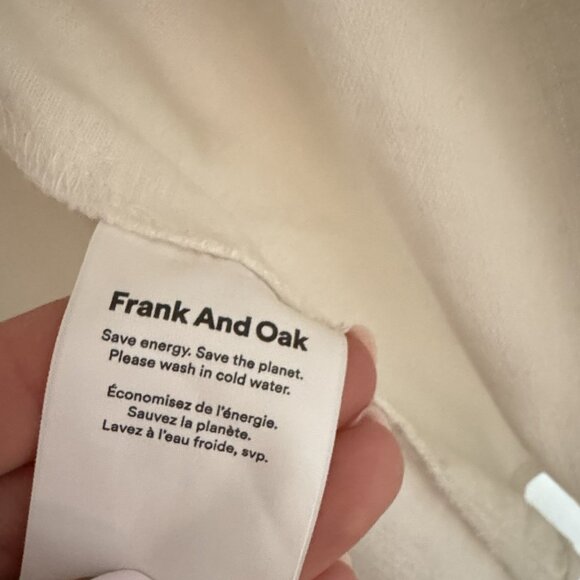 Frank And Oak
Save energy. Save the planet.
Please wash in cold water.
Économisez de l'énergie.
Sauvez la planète.
Lavez à l'eau froide, svp.